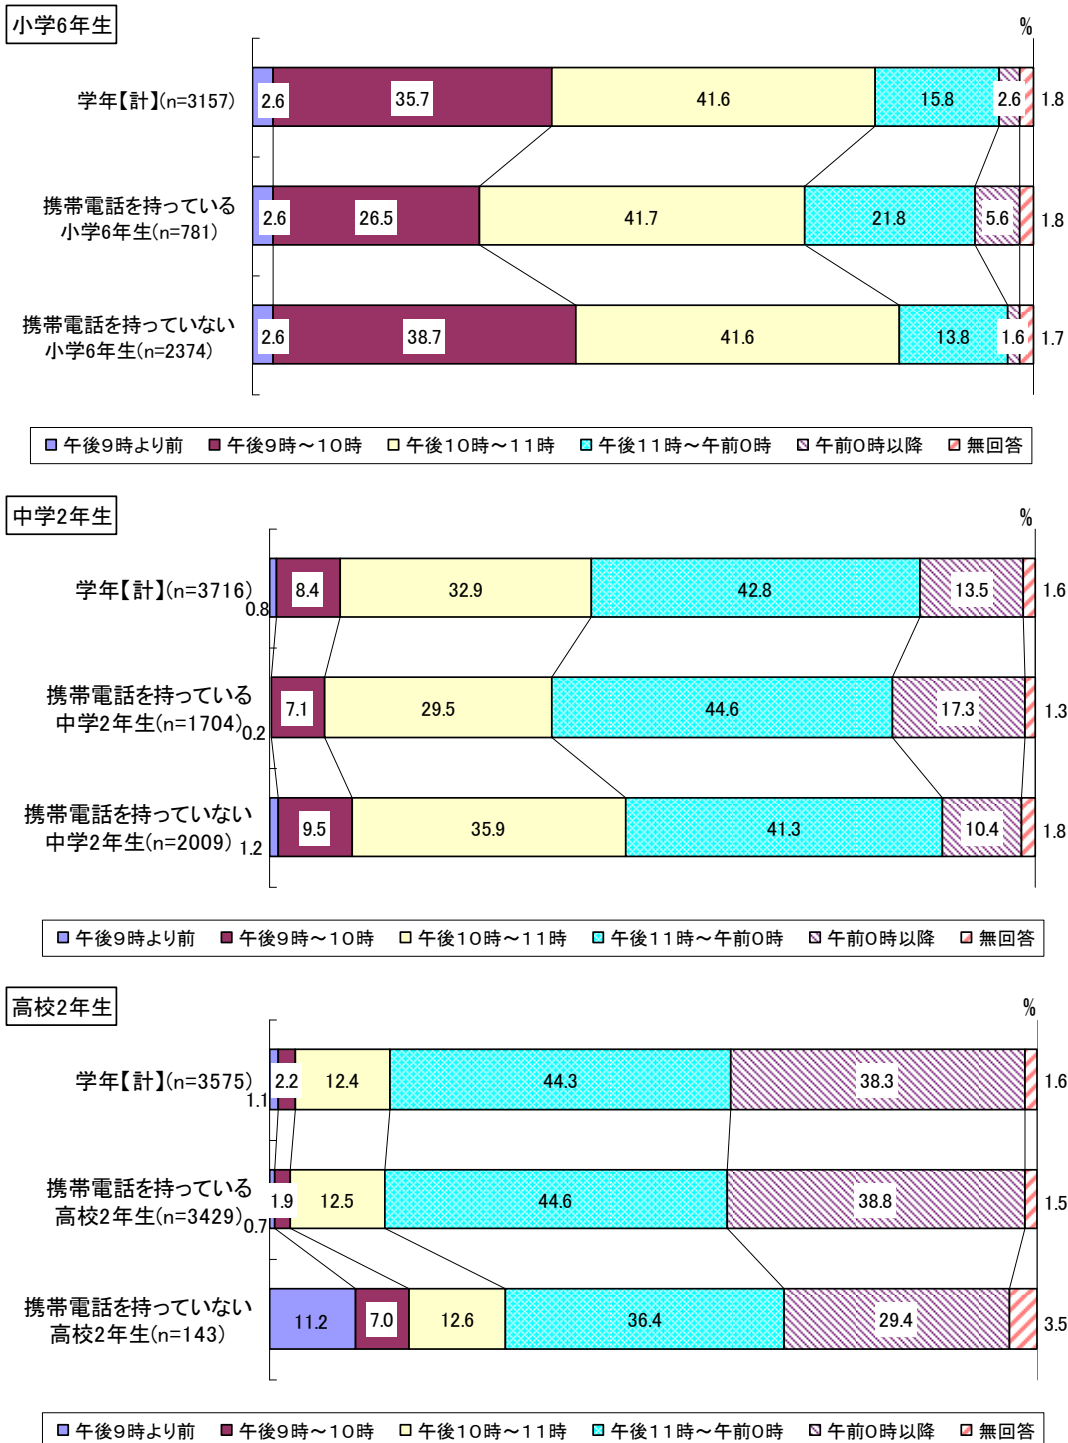 小学6年生
%
学年【計】(n=3157)
2.6 35.7 41.6 15.8 2.6 1.8
携帯電話を持っている
小学6年生(n=781)
2.6 26.5 41.7 21.8 5.6 1.8
携帯電話を持っていない
小学6年生(n=2374)
2.6 38.7 41.6 13.8 1.6 1.7
午後9時より前 午後9時～10時 午後10時～11時 午後11時～午前0時 午前0時以降 無回答
中学2年生
%
学年【計】(n=3716)
0.8 8.4 32.9 42.8 13.5 1.6
携帯電話を持っている
中学2年生(n=1704)
0.2 7.1 29.5 44.6 17.3 1.3
携帯電話を持っていない
中学2年生(n=2009)
1.2 9.5 35.9 41.3 10.4 1.8
午後9時より前 午後9時～10時 午後10時～11時 午後11時～午前0時 午前0時以降 無回答
高校2年生
%
学年【計】(n=3575)
1.1 2.2 12.4 44.3 38.3 1.6
携帯電話を持っている
高校2年生(n=3429)
0.7 1.9 12.5 44.6 38.8 1.5
携帯電話を持っていない
高校2年生(n=143)
11.2 7.0 12.6 36.4 29.4 3.5
午後9時より前 午後9時～10時 午後10時～11時 午後11時～午前0時 午前0時以降 無回答